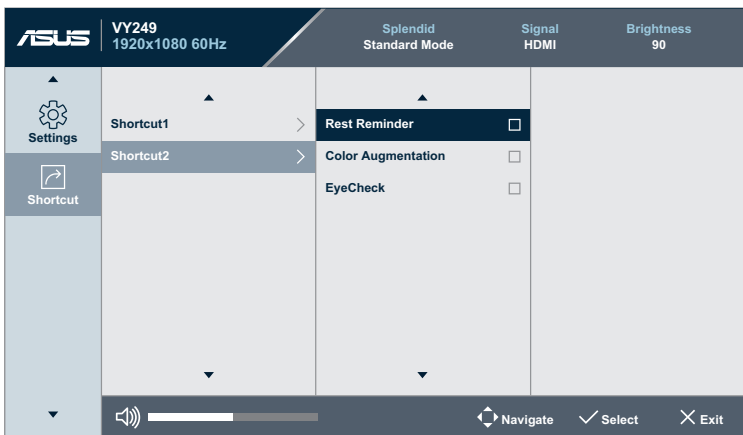 ASUS
VY249
1920x1080 60Hz
Splendid
Standard Mode
Signal
HDMI
Brightness
90
Settings
Shortcut
Shortcut1
Shortcut2
Rest Reminder
Color Augmentation
EyeCheck
Navigate
Select
Exit